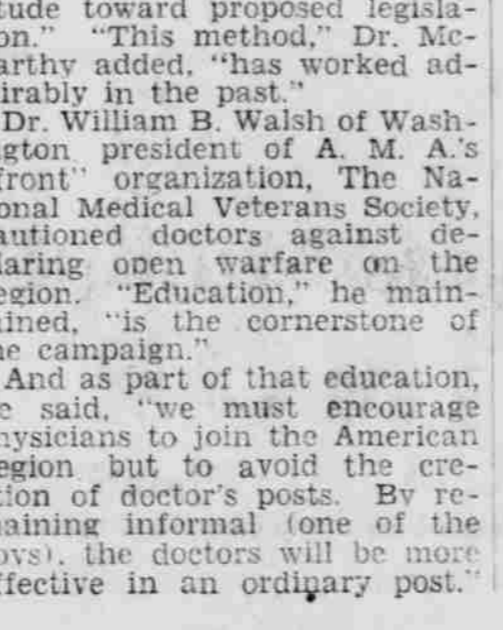 tude toward proposed legisla-
on." "This method," Dr. Mc-
arthy added, "has worked ad-
irably in the past."
Dr. William B. Walsh of Wash-
gton president of A. M. A.'s
front" organization, The Na-
onal Medical Veterans Society,
autioned doctors against de-
laring open warfare on the
egion. "Education," he main-
ined, "is the cornerstone of
he campaign."
And as part of that education,
e said, "we must encourage
hysicians to join the American
egion but to avoid the cre-
tion of doctor's posts. By re-
aining informal (one of the
oys), the doctors will be more
ffective in an ordinary post."